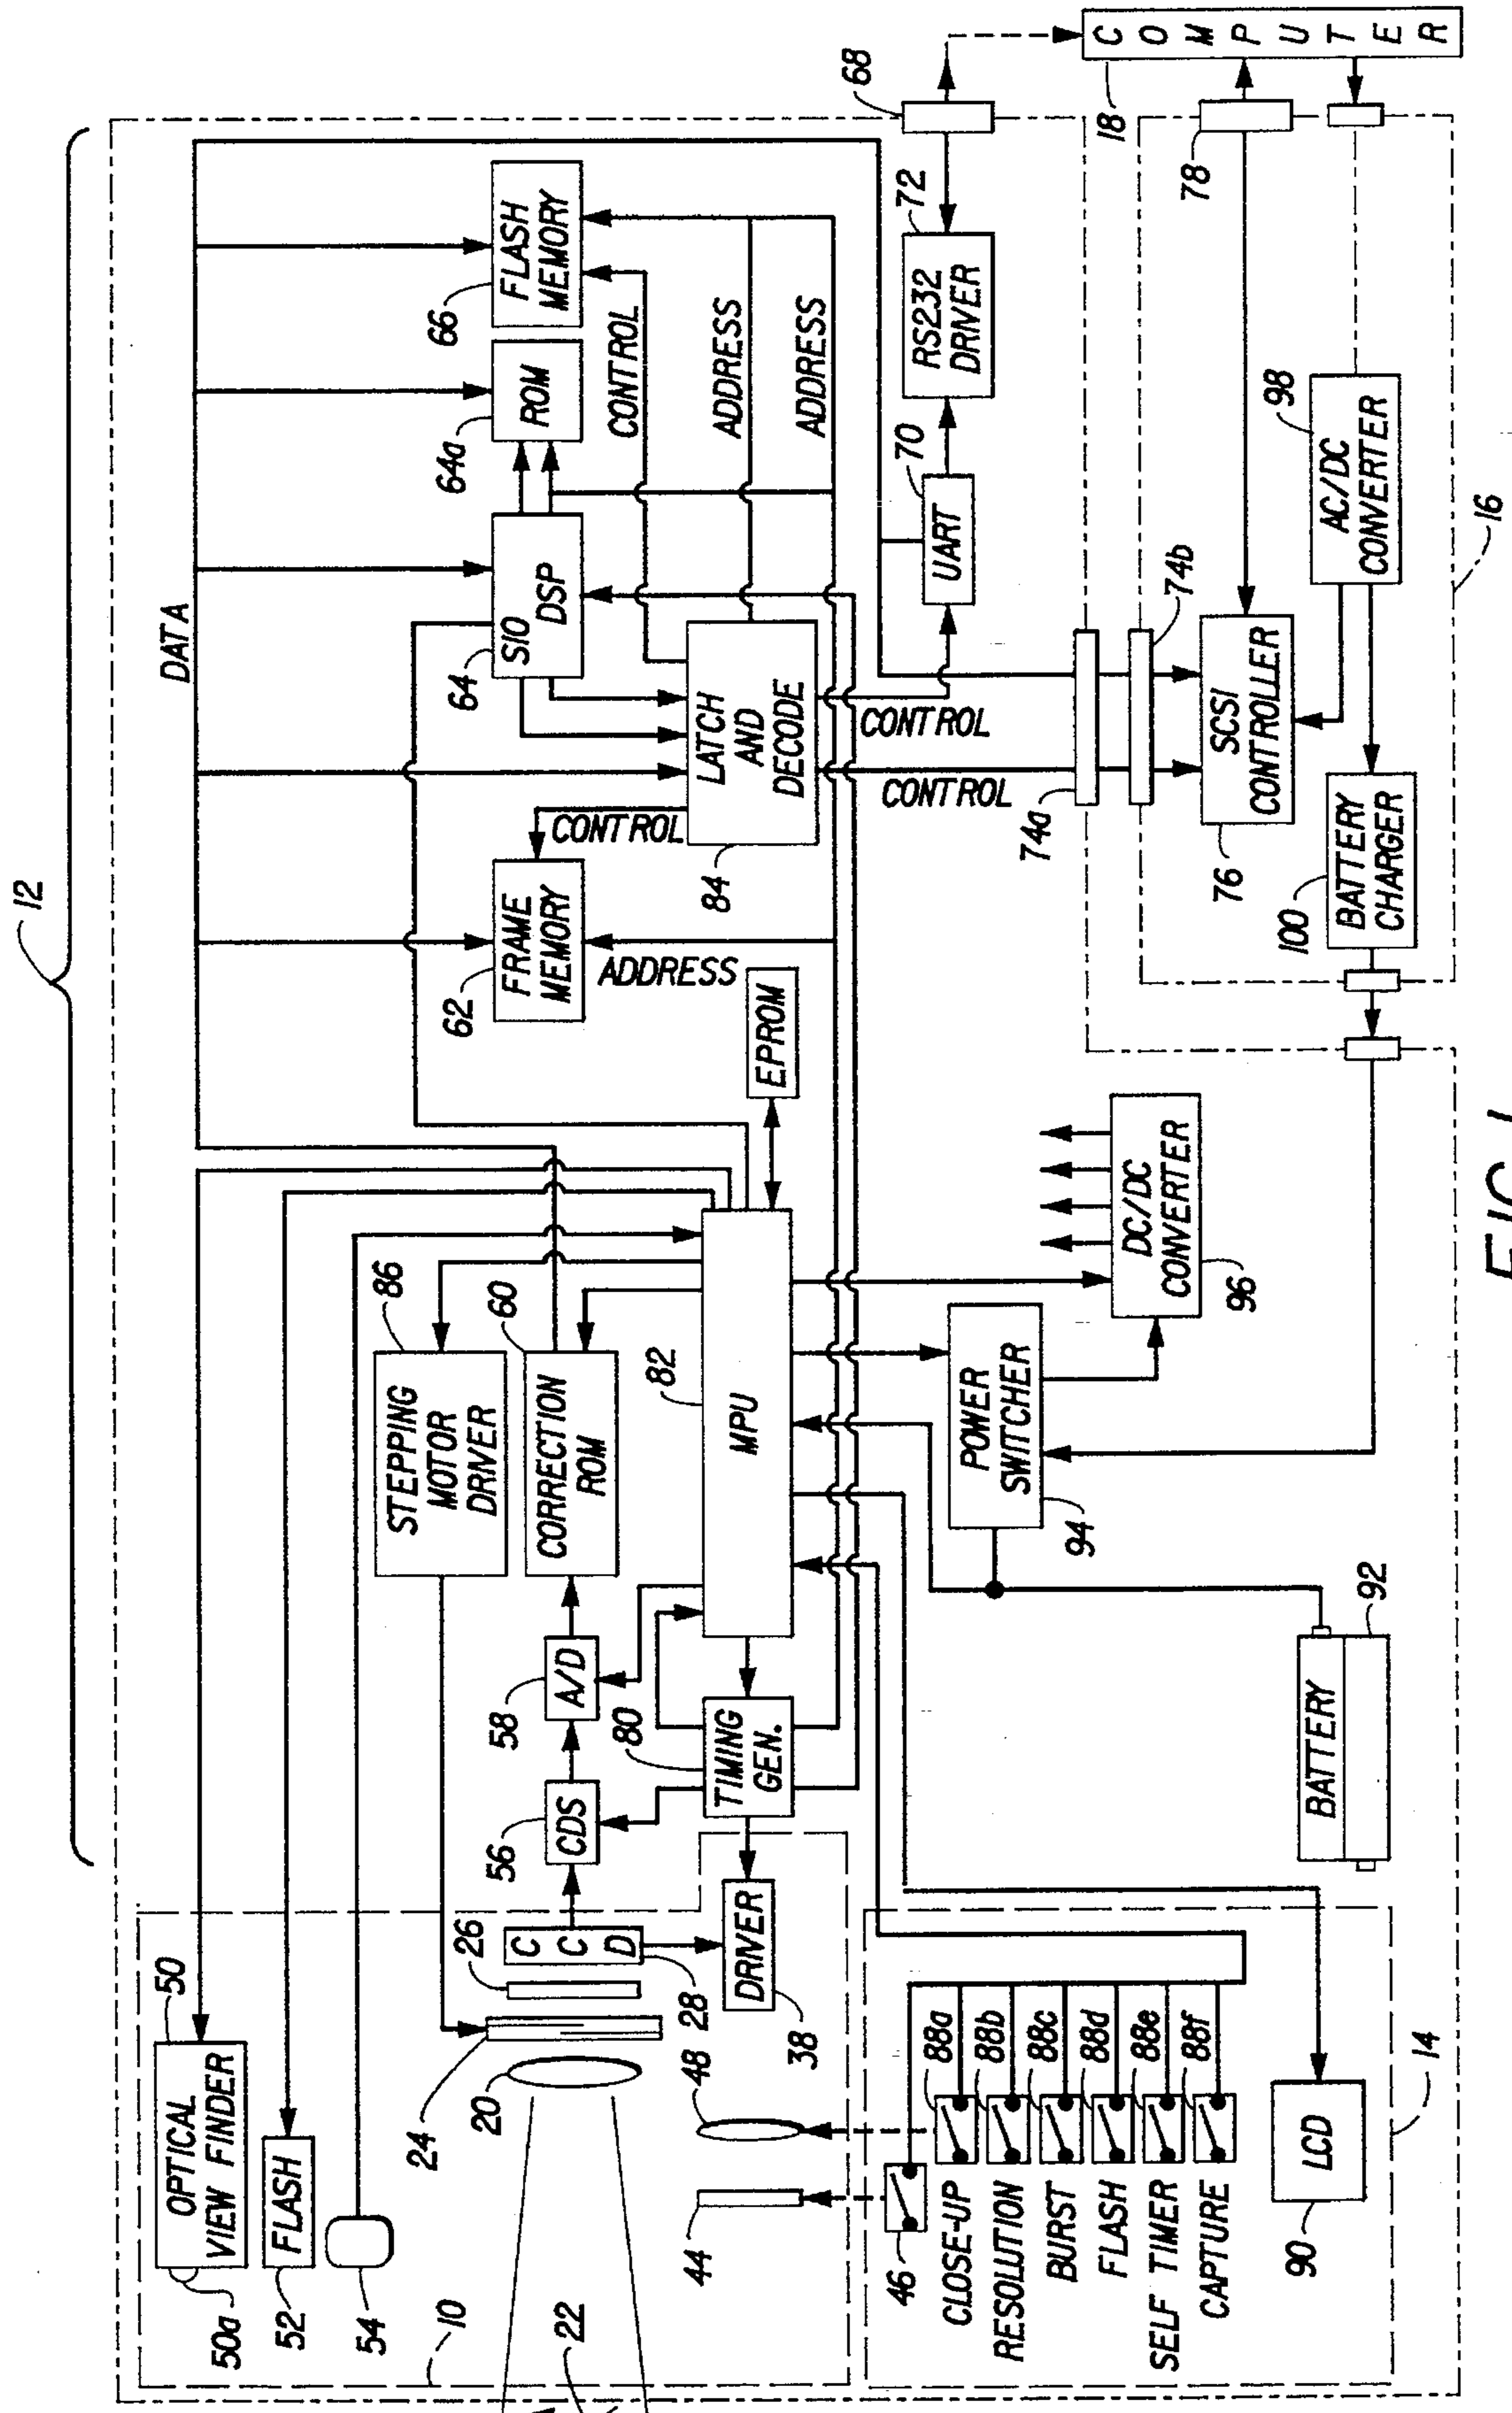 12
DATA
50
OPTICAL
VIEW FINDER
50a
52
FLASH
54
10
22
24
20
26
C C D
28
DRIVER
38
48
44
46
86
STEPPING
MOTOR
DRIVER
60
CORRECTION
ROM
58
A/D
56
CDS
80
TIMING
GEN.
82
MPU
EPROM
62
FRAME
MEMORY
ADDRESS
CONTROL
64
SIO
DSP
64a
ROM
66
FLASH
MEMORY
CONTROL
ADDRESS
ADDRESS
84
LATCH
AND
DECODE
CONTROL
CONTROL
70
UART
72
RS232
DRIVER
68
18
COMPUTER
78
74a
74b
76
SCSI
CONTROLLER
98
AC/DC
CONVERTER
100
BATTERY
CHARGER
16
DC/DC
CONVERTER
96
POWER
SWITCHER
94
BATTERY
92
CLOSE-UP
88a
RESOLUTION
88b
BURST
88c
FLASH
88d
SELF TIMER
88e
CAPTURE
88f
LCD
90
14